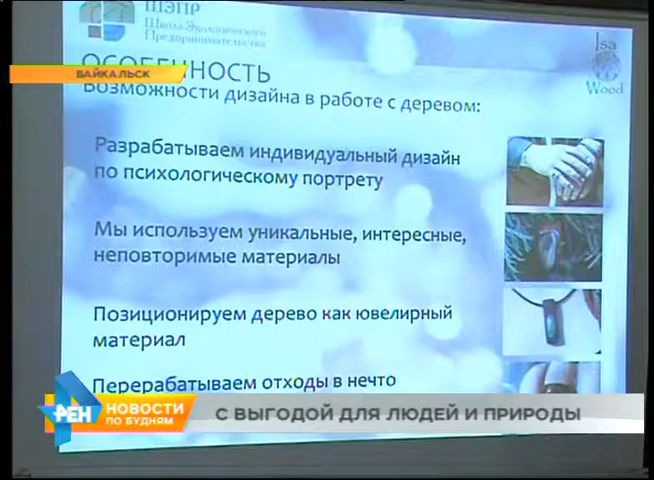 ШЭПР
Школа Экологического
Предпринимательства
Isa
Wood
ОСОБЕННОСТЬ
БАЙКАЛЬСК
Возможности дизайна в работе с деревом:
Разрабатываем индивидуальный дизайн
по психологическому портрету
Мы используем уникальные, интересные,
неповторимые материалы
Позиционируем дерево как ювелирный
материал
Перерабатываем отходы в нечто
РЕН
НОВОСТИ
ПО БУДНЯМ
С ВЫГОДОЙ ДЛЯ ЛЮДЕЙ И ПРИРОДЫ